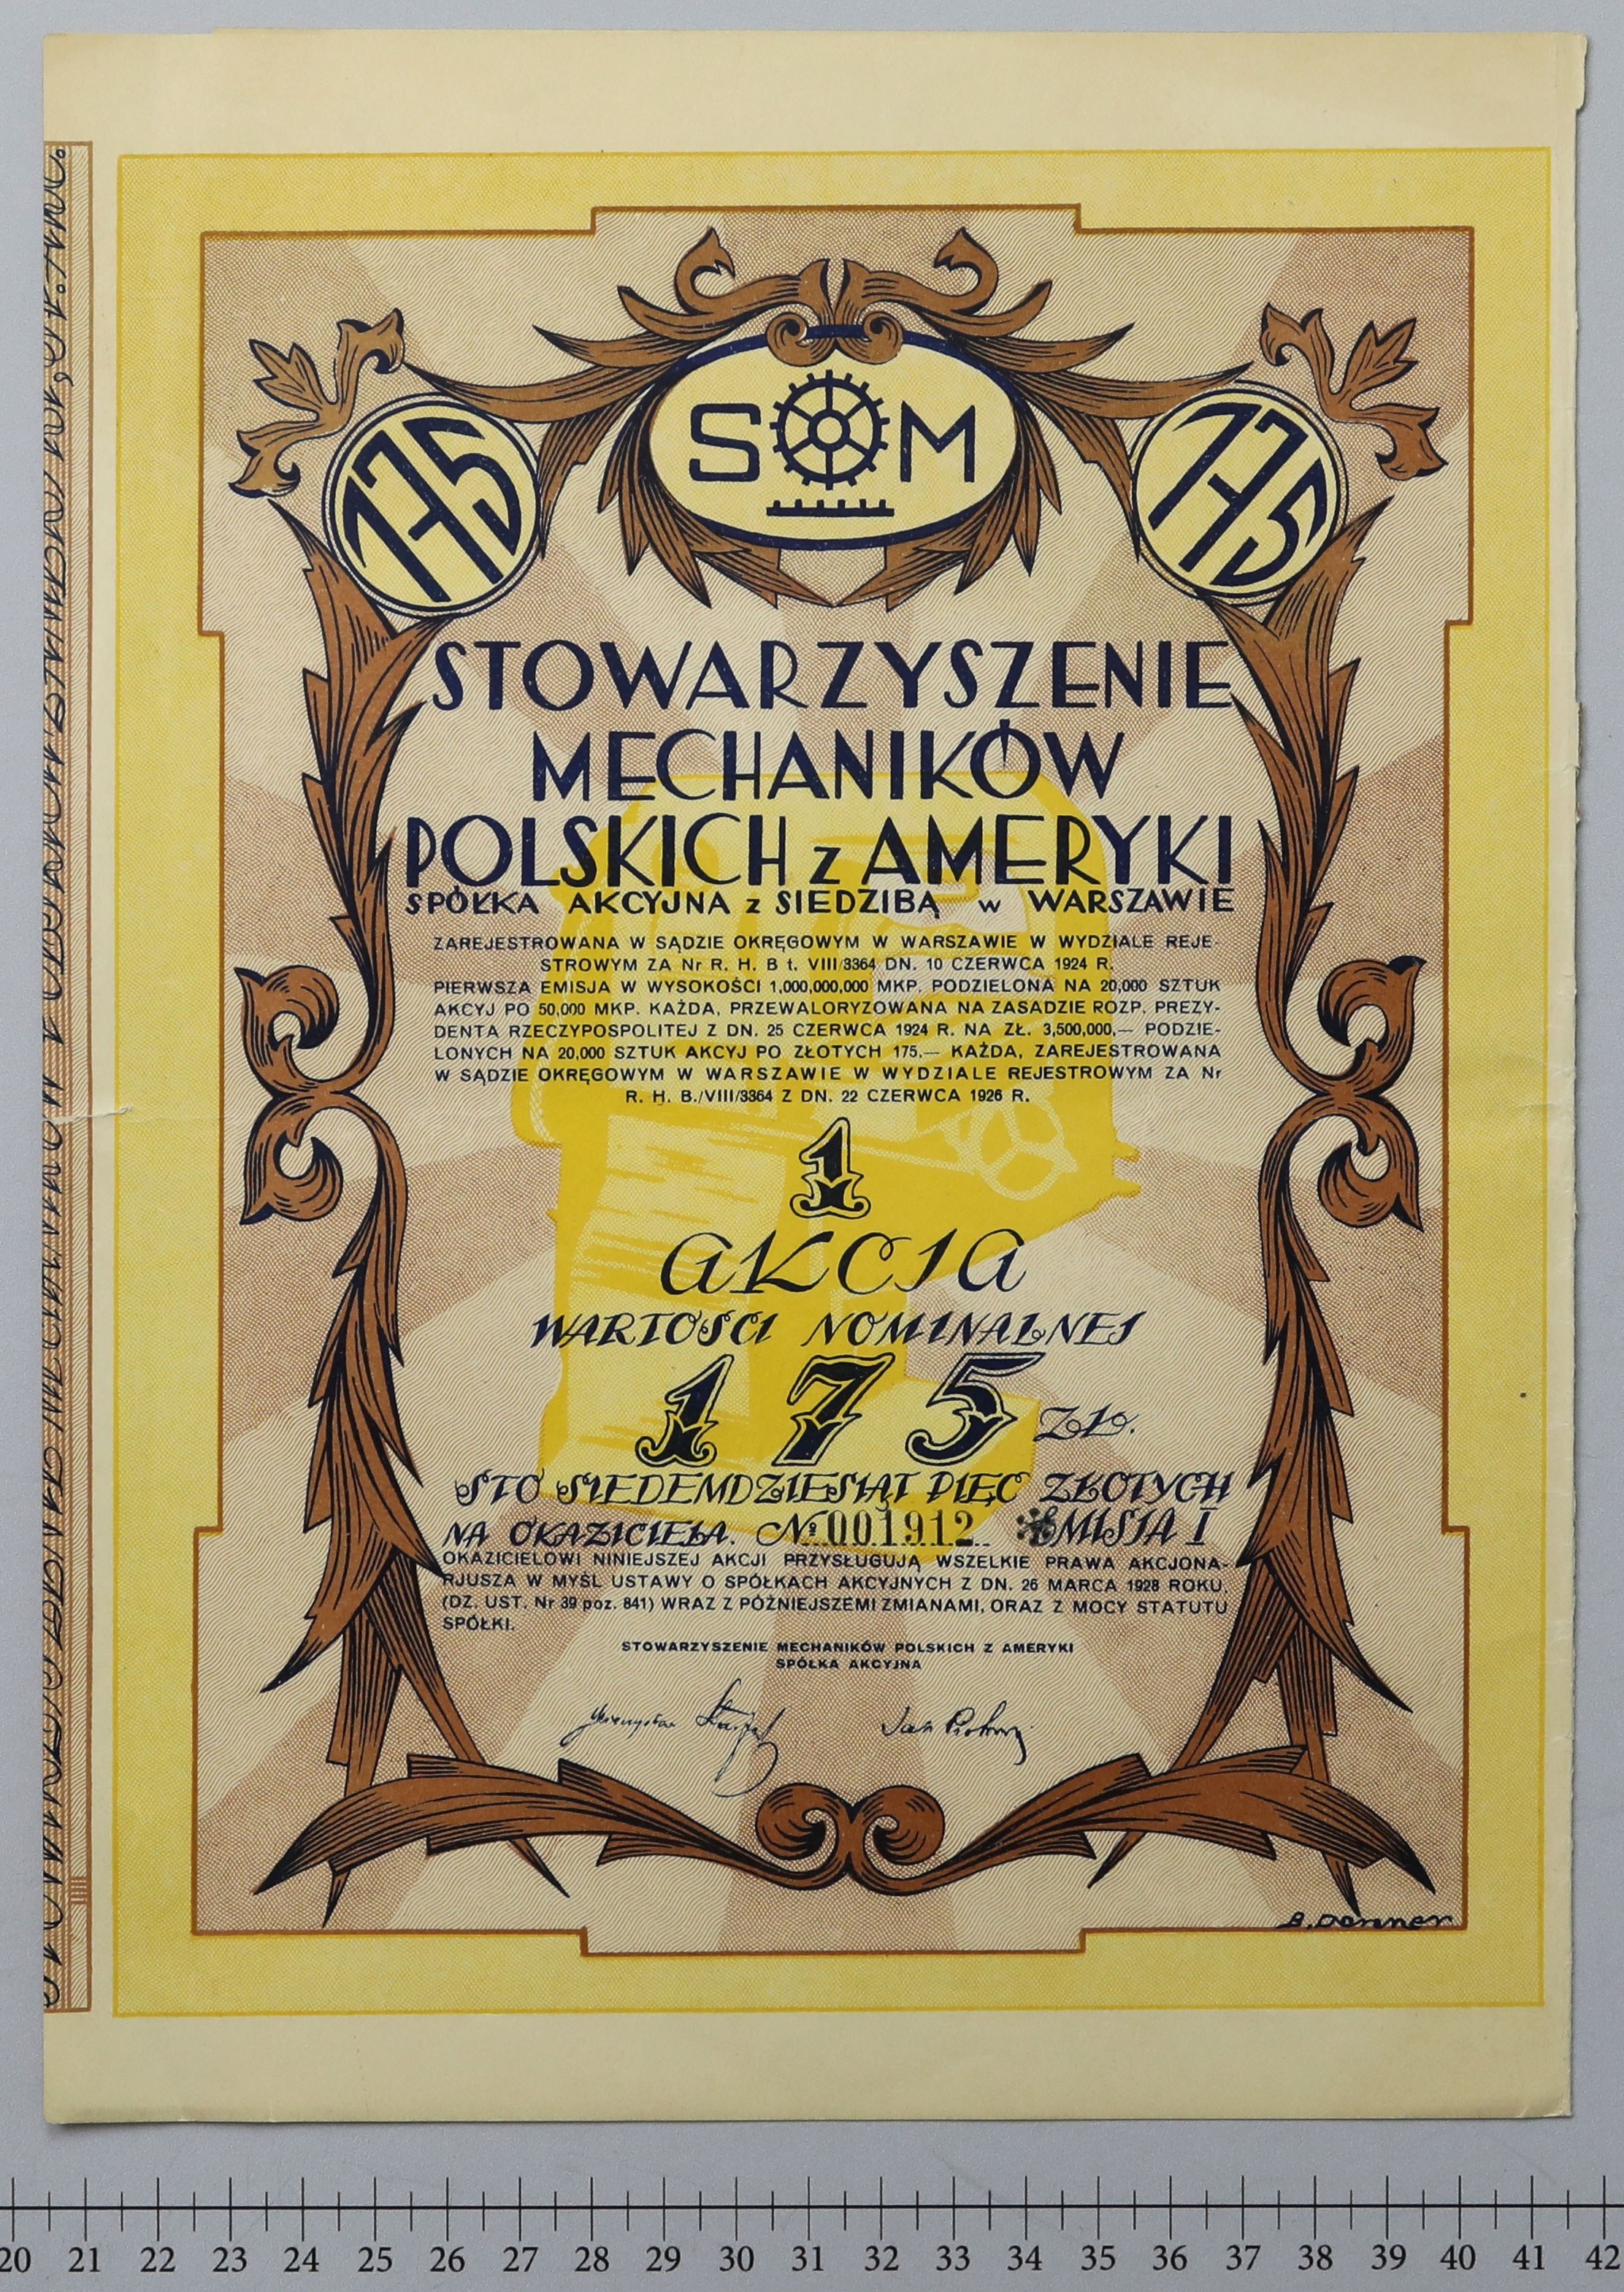 175
S M
175
STOWARZYSZENIE
MECHANIKÓW
POLSKICH z AMERYKI
SPÓŁKA AKCYJNA z SIEDZIBĄ w WARSZAWIE
ZAREJESTROWANA W SĄDZIE OKRĘGOWYM W WARSZAWIE W WYDZIALE REJE-
STROWYM ZA Nr R. H. B t. VIII/3364 DN. 10 CZERWCA 1924 R.
PIERWSZA EMISJA W WYSOKOŚCI 1,000,000,000 MKP. PODZIELONA NA 20,000 SZTUK
AKCYJ PO 50,000 MKP. KAŻDA, PRZEWALORYZOWANA NA ZASADZIE ROZP. PREZY-
DENTA RZECZYPOSPOLITEJ Z DN. 25 CZERWCA 1924 R. NA ZŁ. 3,500,000.— PODZIE-
LONYCH NA 20,000 SZTUK AKCYJ PO ZŁOTYCH 175.— KAŻDA, ZAREJESTROWANA
W SĄDZIE OKRĘGOWYM W WARSZAWIE W WYDZIALE REJESTROWYM ZA Nr
R. H. B./VIII/3364 Z DN. 22 CZERWCA 1926 R.
1
AKCJA
WARTOSCI NOMINALNEJ
175 ZŁ.
STO SIEDEMDZIESIĄT PIĘC ZŁOTYCH
NA OKAZICIELA. No 001912 EMISJA I
OKAZICIELOWI NINIEJSZEJ AKCJI PRZYSŁUGUJĄ WSZELKIE PRAWA AKCJONA-
RJUSZA W MYŚL USTAWY O SPÓŁKACH AKCYJNYCH Z DN. 26 MARCA 1928 ROKU,
(DZ. UST. Nr 39 poz. 841) WRAZ Z PÓŹNIEJSZEMI ZMIANAMI, ORAZ Z MOCY STATUTU
SPÓŁKI.
STOWARZYSZENIE MECHANIKÓW POLSKICH Z AMERYKI
SPÓŁKA AKCYJNA
B. Donner
20 21 22 23 24 25 26 27 28 29 30 31 32 33 34 35 36 37 38 39 40 41 42